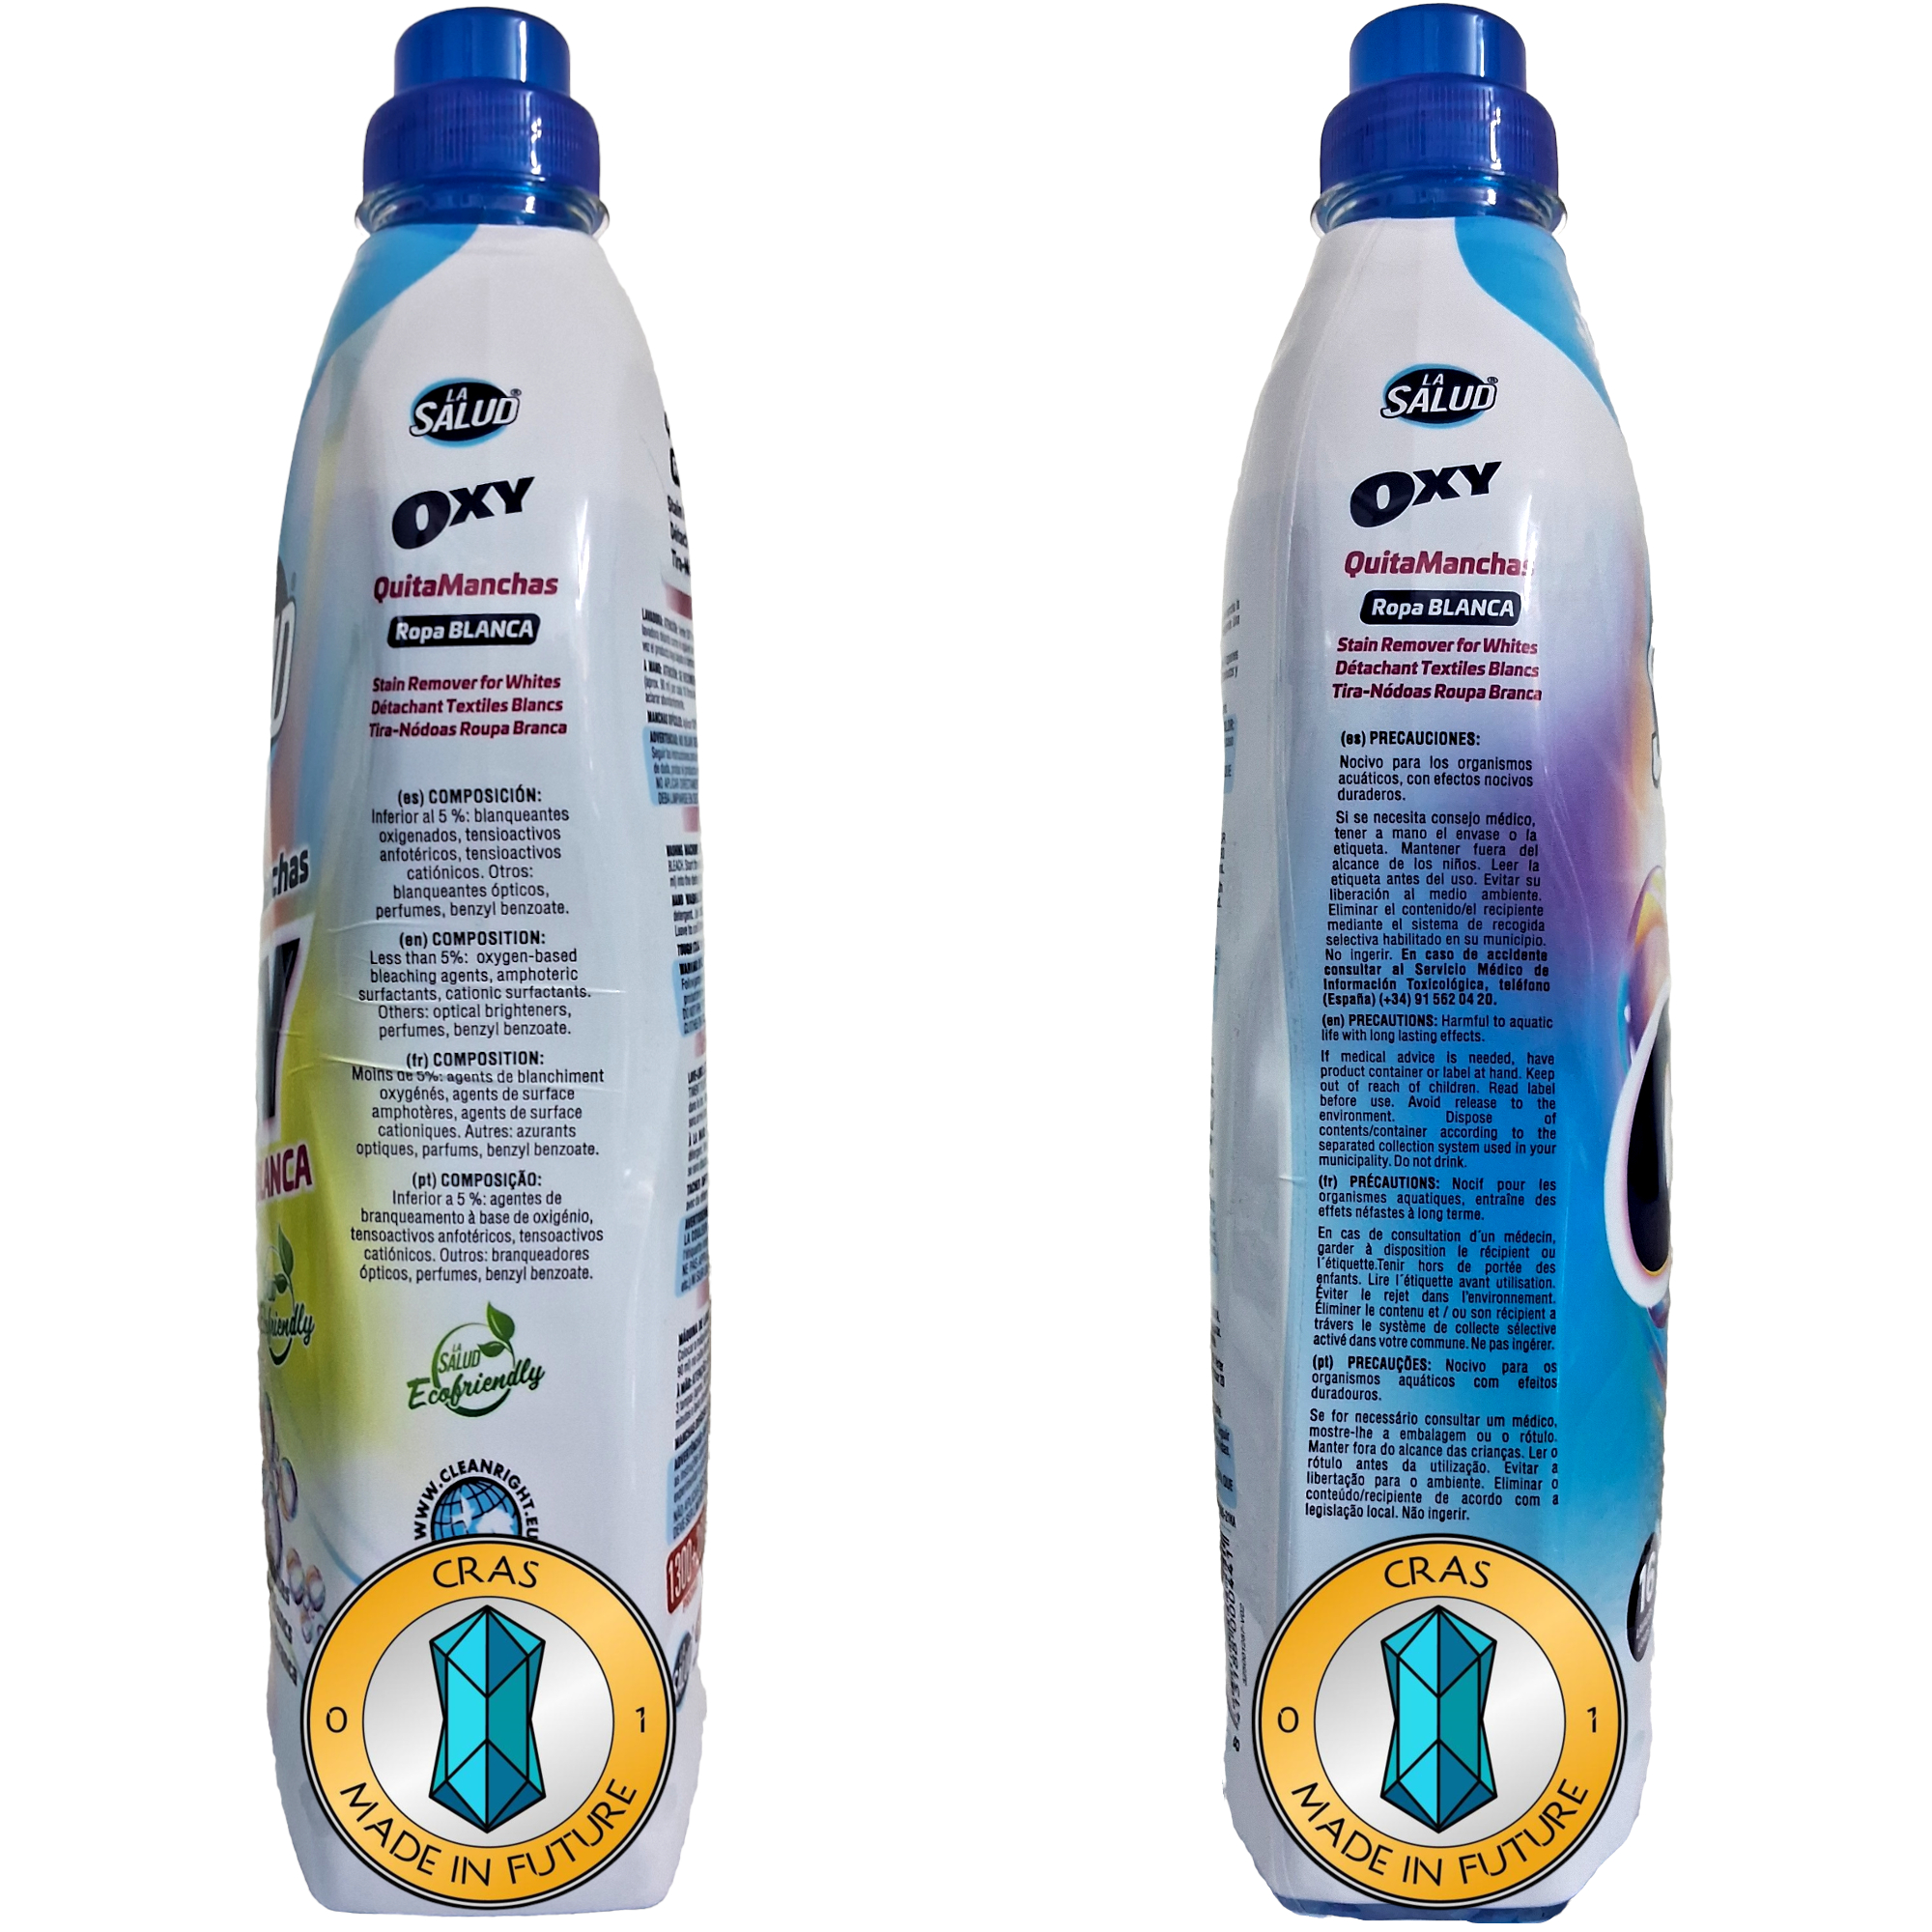 LA
SALUD®
OXY
QuitaManchas
Ropa BLANCA
Stain Remover for Whites
Détachant Textiles Blancs
Tira-Nódoas Roupa Branca
(es) COMPOSICIÓN:
Inferior al 5 %: blanqueantes
oxigenados, tensioactivos
anfotéricos, tensioactivos
catiónicos. Otros:
blanqueantes ópticos,
perfumes, benzyl benzoate.
(en) COMPOSITION:
Less than 5%: oxygen-based
bleaching agents, amphoteric
surfactants, cationic surfactants.
Others: optical brighteners,
perfumes, benzyl benzoate.
(fr) COMPOSITION:
Moins de 5%: agents de blanchiment
oxygénés, agents de surface
amphotères, agents de surface
cationiques. Autres: azurants
optiques, parfums, benzyl benzoate.
(pt) COMPOSIÇÃO:
Inferior a 5 %: agentes de
branqueamento à base de oxigénio,
tensoactivos anfotéricos, tensoactivos
catiónicos. Outros: branqueadores
ópticos, perfumes, benzyl benzoate.
LA
SALUD
Ecofriendly
WWW.CLEANRIGHT.EU
CRAS
0 1
MADE IN FUTURE
LA
SALUD®
OXY
QuitaManchas
Ropa BLANCA
Stain Remover for Whites
Détachant Textiles Blancs
Tira-Nódoas Roupa Branca
(es) PRECAUCIONES:
Nocivo para los organismos
acuáticos, con efectos nocivos
duraderos.
Si se necesita consejo médico,
tener a mano el envase o la
etiqueta. Mantener fuera del
alcance de los niños. Leer la
etiqueta antes del uso. Evitar su
liberación al medio ambiente.
Eliminar el contenido/el recipiente
mediante el sistema de recogida
selectiva habilitado en su municipio.
No ingerir. En caso de accidente
consultar al Servicio Médico de
Información Toxicológica, teléfono
(España) (+34) 91 562 04 20.
(en) PRECAUTIONS: Harmful to aquatic
life with long lasting effects.
If medical advice is needed, have
product container or label at hand. Keep
out of reach of children. Read label
before use. Avoid release to the
environment. Dispose of
contents/container according to the
separated collection system used in your
municipality. Do not drink.
(fr) PRÉCAUTIONS: Nocif pour les
organismes aquatiques, entraîne des
effets néfastes à long terme.
En cas de consultation d´un médecin,
garder à disposition le récipient ou
l´étiquette.Tenir hors de portée des
enfants. Lire l´étiquette avant utilisation.
Éviter le rejet dans l'environnement.
Éliminer le contenu et / ou son récipient a
trávers le système de collecte sélective
activé dans votre commune. Ne pas ingérer.
(pt) PRECAUÇÕES: Nocivo para os
organismos aquáticos com efeitos
duradouros.
Se for necessário consultar um médico,
mostre-lhe a embalagem ou o rótulo.
Manter fora do alcance das crianças. Ler o
rótulo antes da utilização. Evitar a
libertação para o ambiente. Eliminar o
conteúdo/recipiente de acordo com a
legislação local. Não ingerir.
16
CRAS
0 1
MADE IN FUTURE